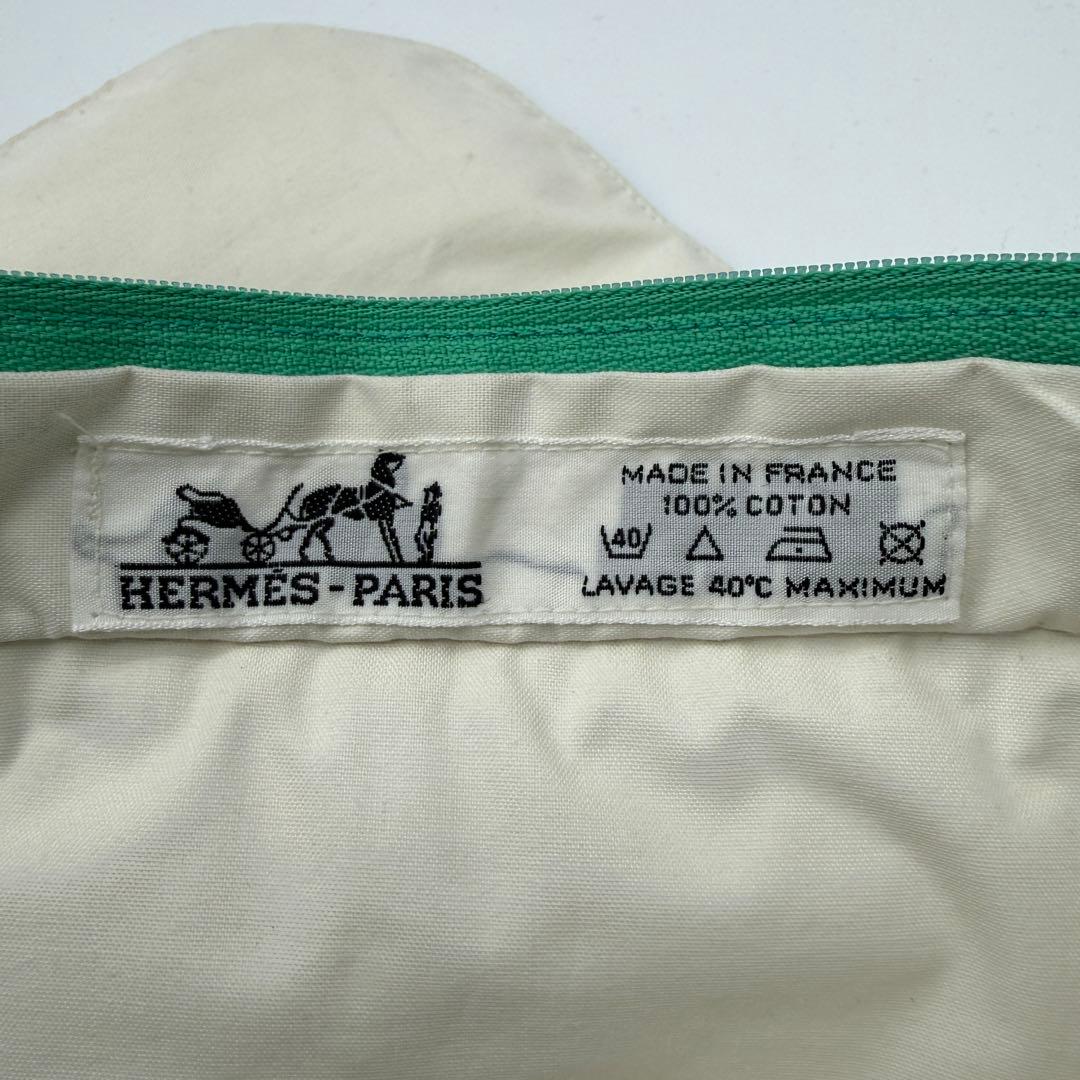 HERMÈS-PARIS
MADE IN FRANCE
100% COTON
40
LAVAGE 40°C MAXIMUM